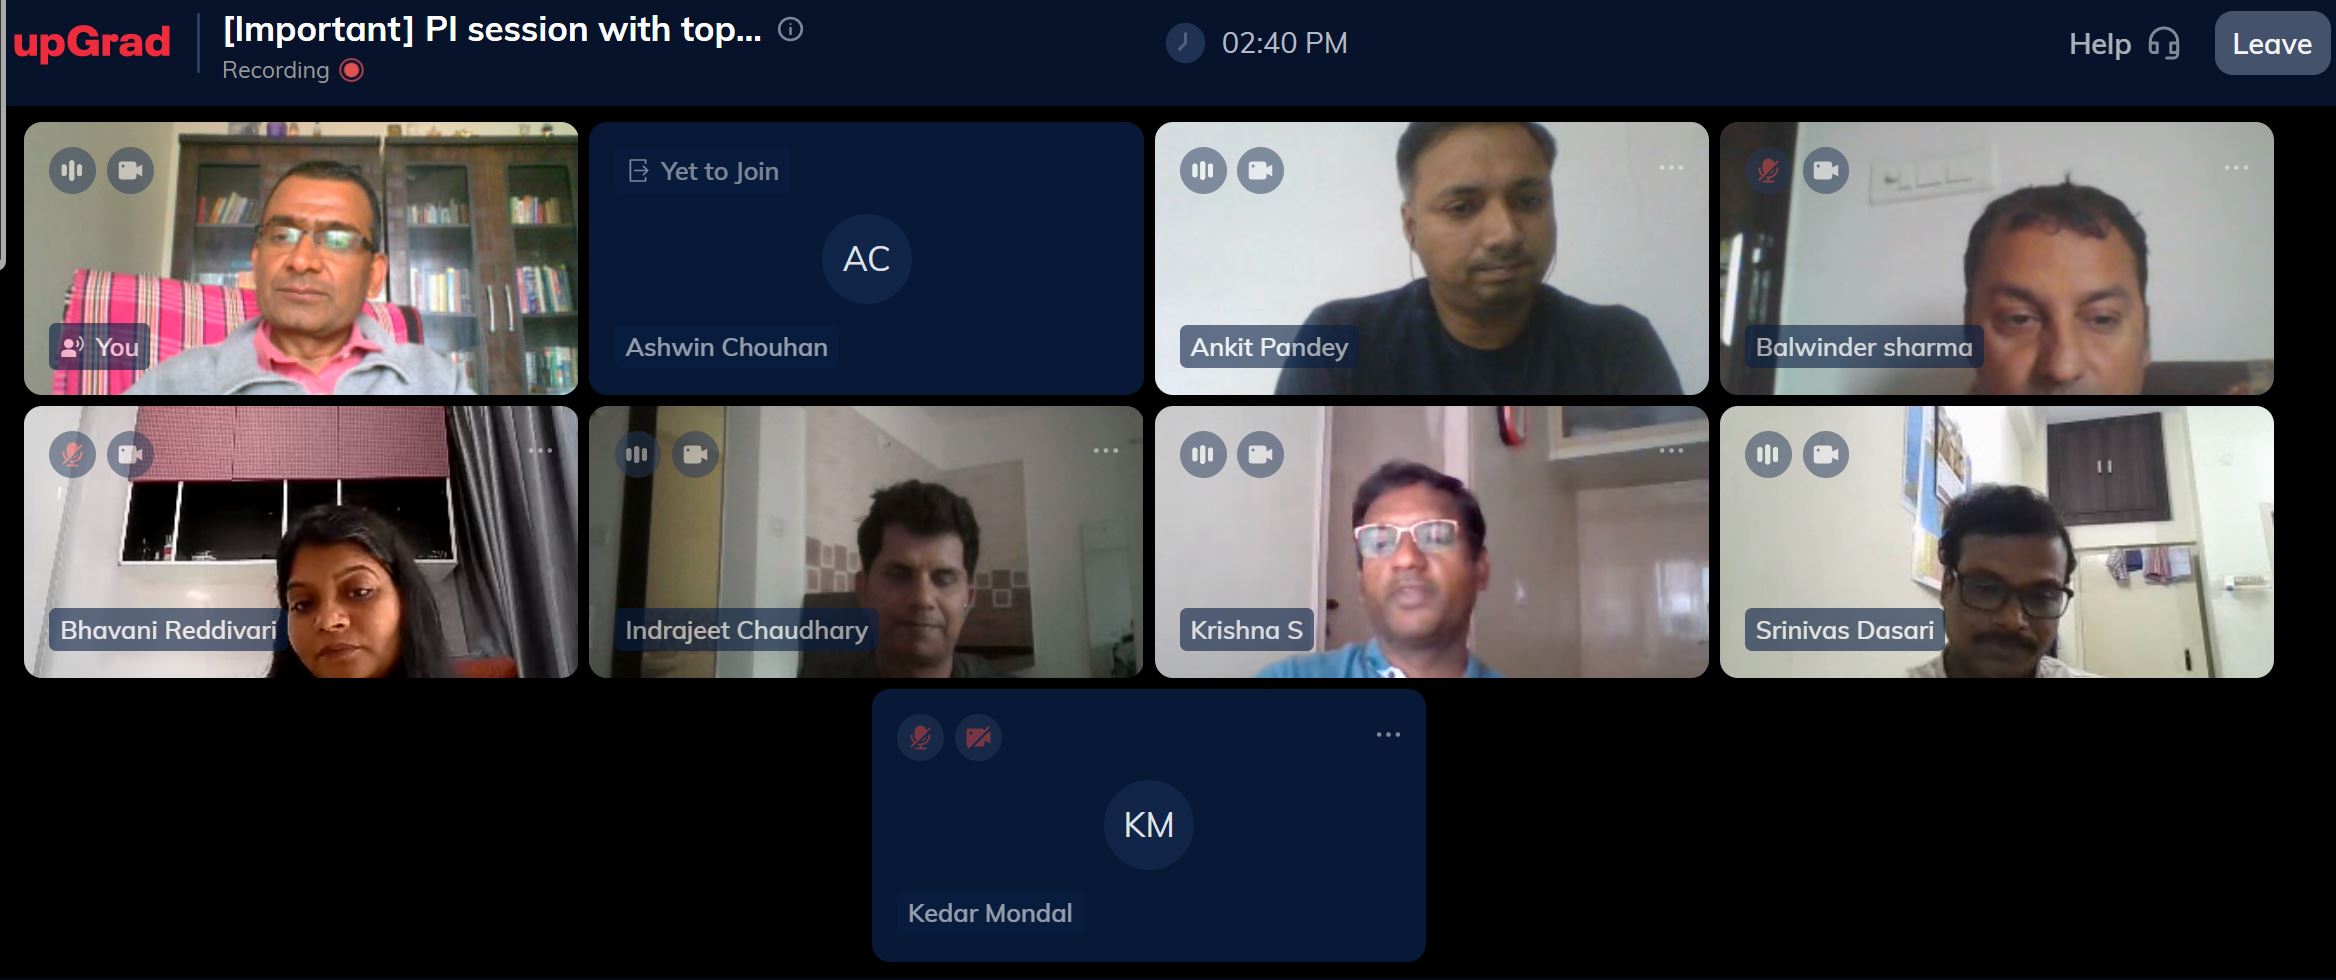 upGrad
[Important] PI session with top...
Recording
02:40 PM
Help
Leave
You
Yet to Join
AC
Ashwin Chouhan
Ankit Pandey
Balwinder sharma
Bhavani Reddivari
Indrajeet Chaudhary
Krishna S
Srinivas Dasari
KM
Kedar Mondal